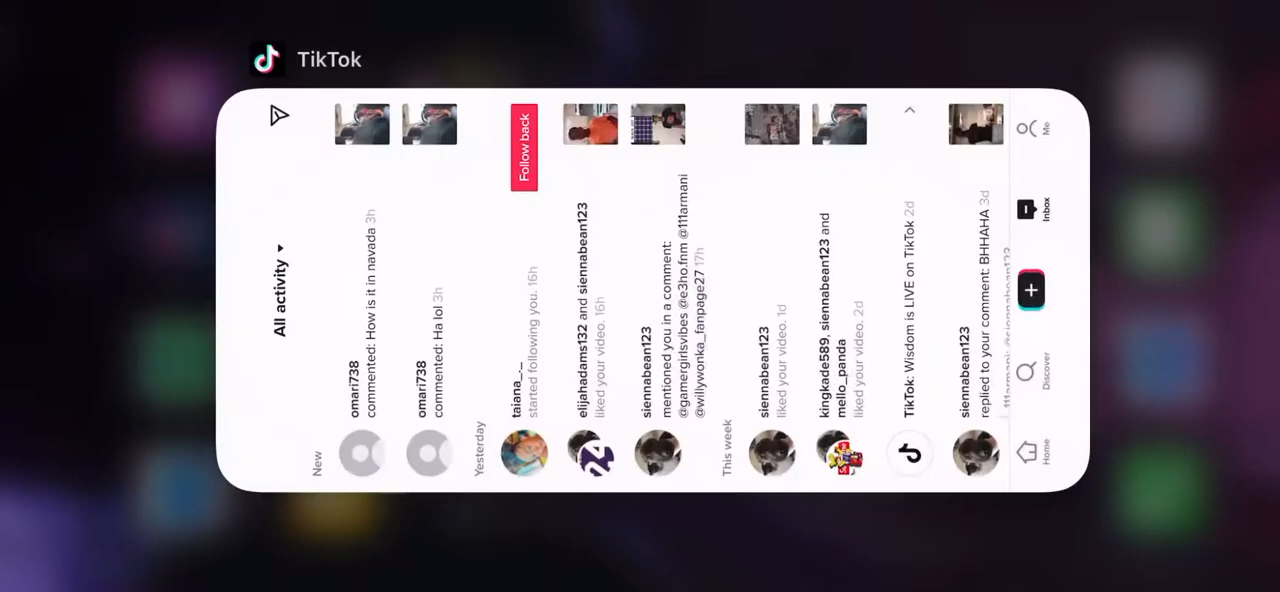 TikTok
All activity
New
omari738
commented: How is it in navada 3h
omari738
commented: Ha lol 3h
Yesterday
taiana_._
started following you. 16h
Follow back
elijahadams132 and siennabean123
liked your video. 16h
siennabean123
mentioned you in a comment:
@gamergirlsvibes @e3ho.fnm @111armani
@willywonka_fanpage27 17h
This week
siennabean123
liked your video. 1d
kingkade589, siennabean123 and
mello_panda
liked your video. 2d
TikTok: Wisdom is LIVE on TikTok 2d
siennabean123
replied to your comment: BHHAHA 3d
Home
Discover
Inbox
Me